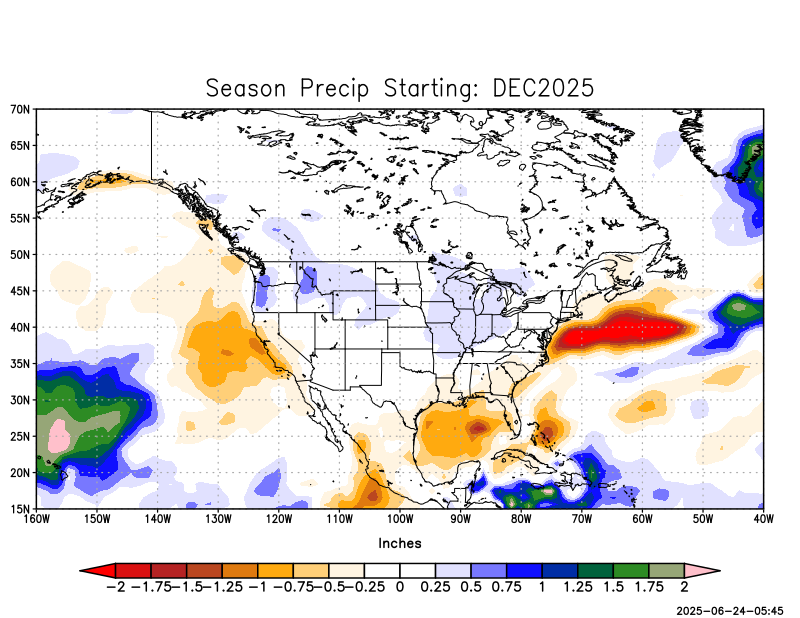 Season Precip Starting: DEC2025
70N
65N
60N
55N
50N
45N
40N
35N
30N
25N
20N
15N
160W 150W 140W 130W 120W 110W 100W 90W 80W 70W 60W 50W 40W
Inches
-2 -1.75-1.5-1.25 -1 -0.75-0.5-0.25 0 0.25 0.5 0.75 1 1.25 1.5 1.75 2
2025-06-24-05:45